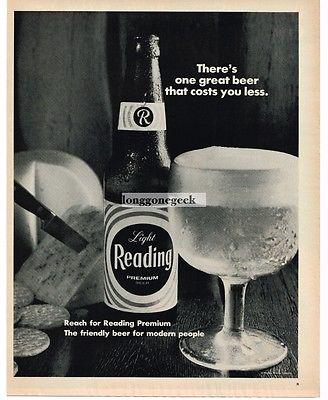 There's
one great beer
that costs you less.
R
longgonegeek
Light
Reading
PREMIUM
BEER
Reach for Reading Premium
The friendly beer for modern people